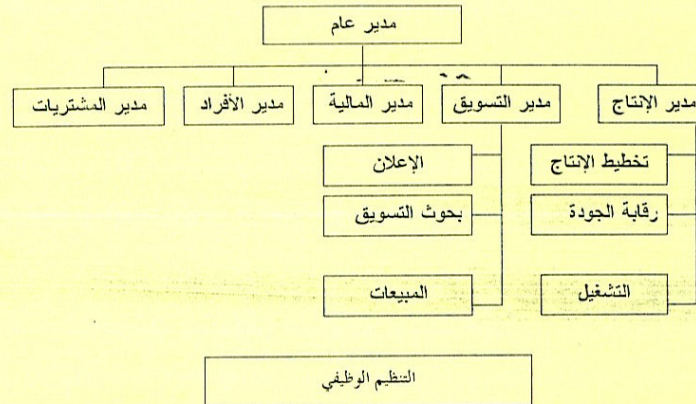 مدير عام
مدير الإنتاج
مدير التسويق
مدير المالية
مدير الأفراد
مدير المشتريات
تخطيط الإنتاج
الإعلان
رقابة الجودة
بحوث التسويق
التشغيل
المبيعات
التنظيم الوظيفي